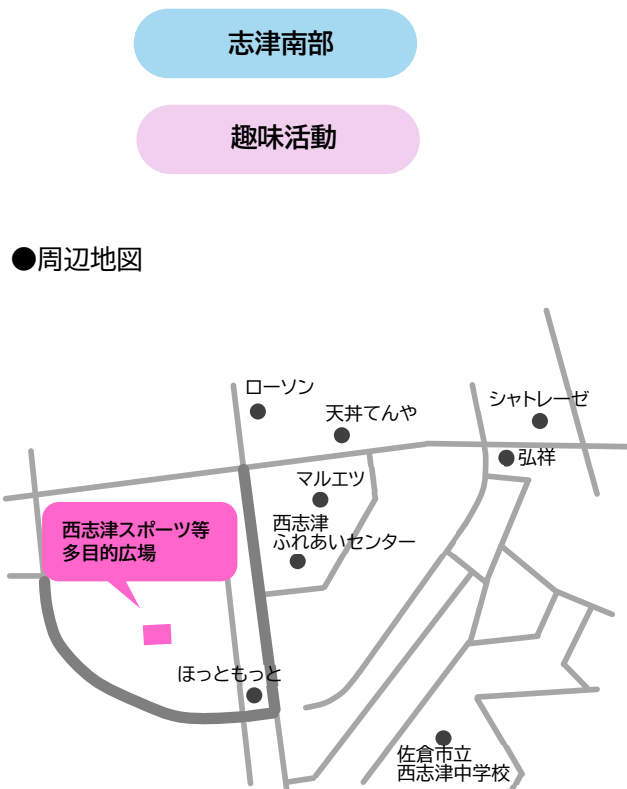 志津南部
趣味活動
●周辺地図
ローソン
天丼てんや
シャトレーゼ
弘祥
マルエツ
西志津
ふれあいセンター
西志津スポーツ等
多目的広場
ほっともっと
佐倉市立
西志津中学校